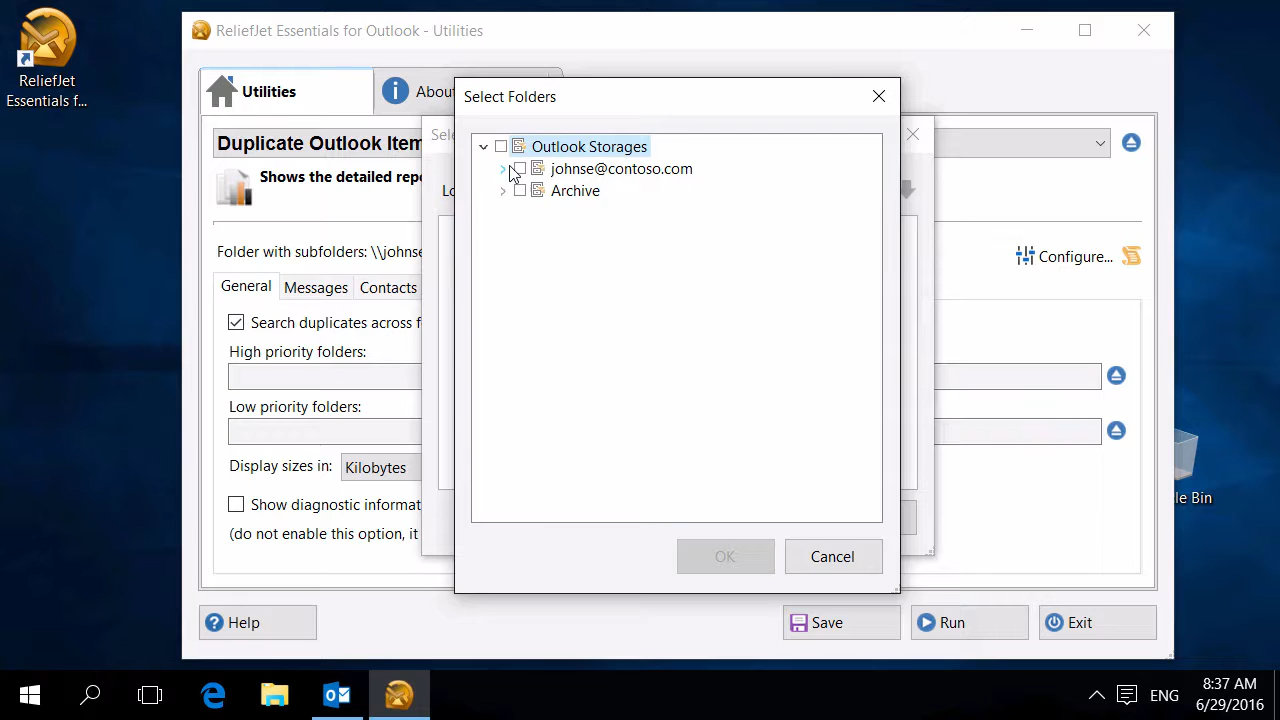 ReliefJet
Essentials f...
ReliefJet Essentials for Outlook - Utilities
Utilities
Abou
Duplicate Outlook Item
Shows the detailed repo
Folder with subfolders: \\johnse
Configure...
General
Messages
Contacts
Search duplicates across f
High priority folders:
Low priority folders:
Display sizes in:
Kilobytes
Show diagnostic informat
(do not enable this option, it
Help
Save
Run
Exit
Sele
Lo
Select Folders
Outlook Storages
johnse@contoso.com
Archive
OK
Cancel
le Bin
ENG
8:37 AM
6/29/2016